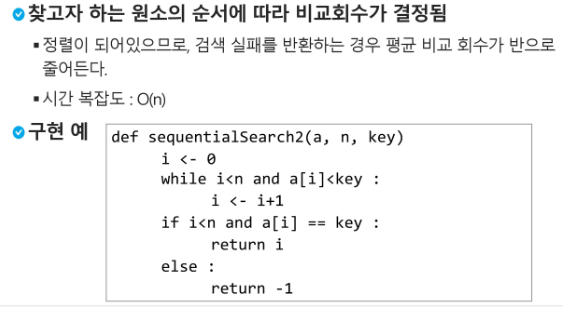 찾고자 하는 원소의 순서에 따라 비교회수가 결정됨
▪ 정렬이 되어있으므로, 검색 실패를 반환하는 경우 평균 비교 회수가 반으로
줄어든다.
▪ 시간 복잡도 : O(n)
구현 예
def sequentialSearch2(a, n, key)
i <- 0
while i<n and a[i]<key :
i <- i+1
if i<n and a[i] == key :
return i
else :
return -1